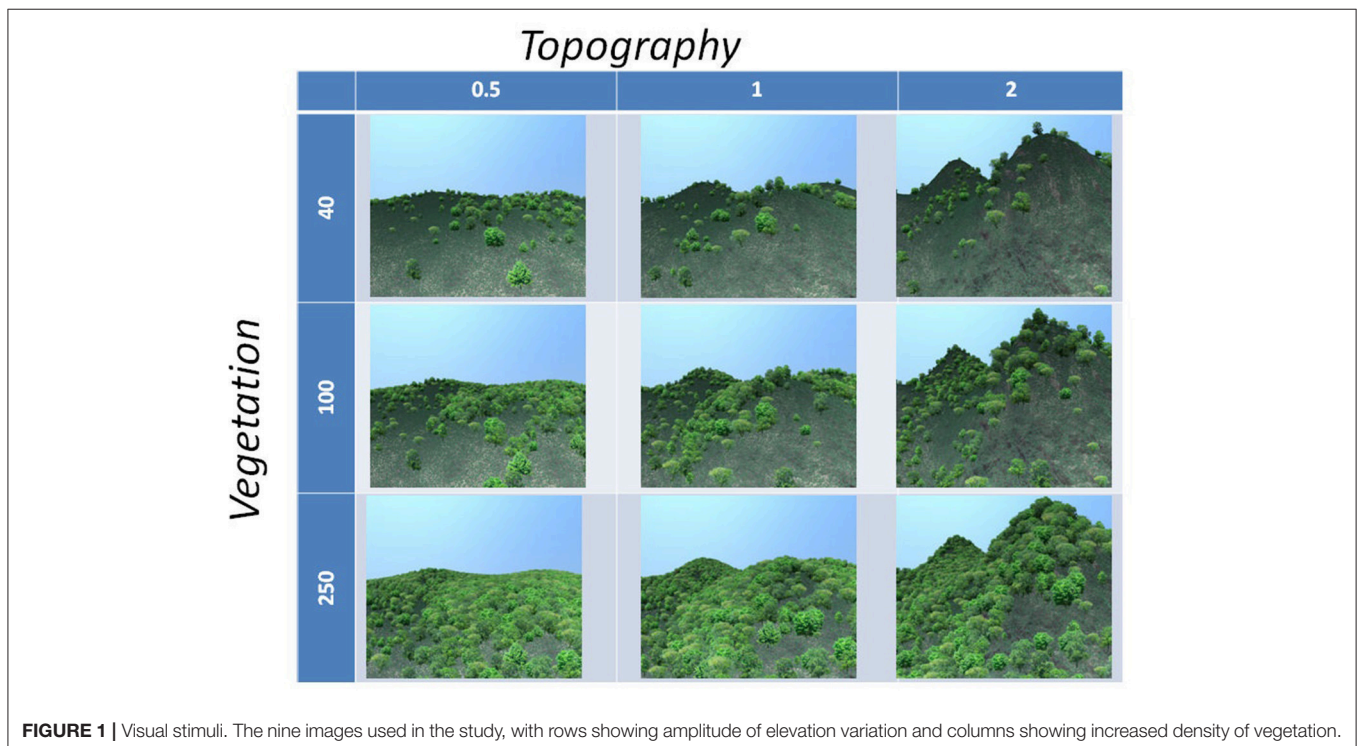 Topography
0.5 1 2
Vegetation
40
100
250
FIGURE 1 | Visual stimuli. The nine images used in the study, with rows showing amplitude of elevation variation and columns showing increased density of vegetation.